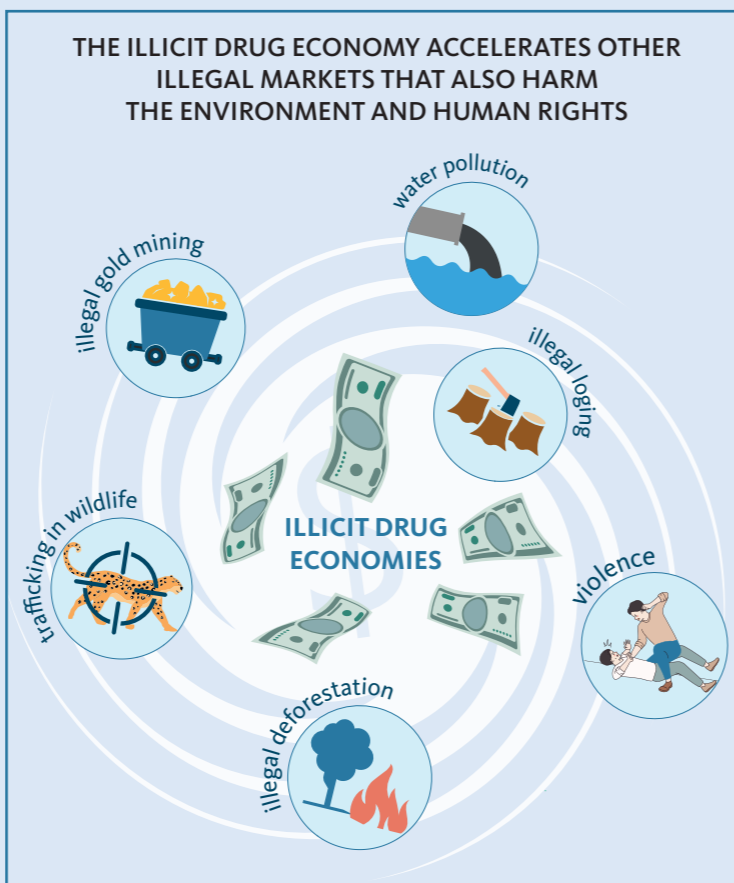 THE ILLICIT DRUG ECONOMY ACCELERATES OTHER
ILLEGAL MARKETS THAT ALSO HARM
THE ENVIRONMENT AND HUMAN RIGHTS
water pollution
illegal gold mining
illegal loging
$
ILLICIT DRUG
ECONOMIES
trafficking in wildlife
violence
illegal deforestation